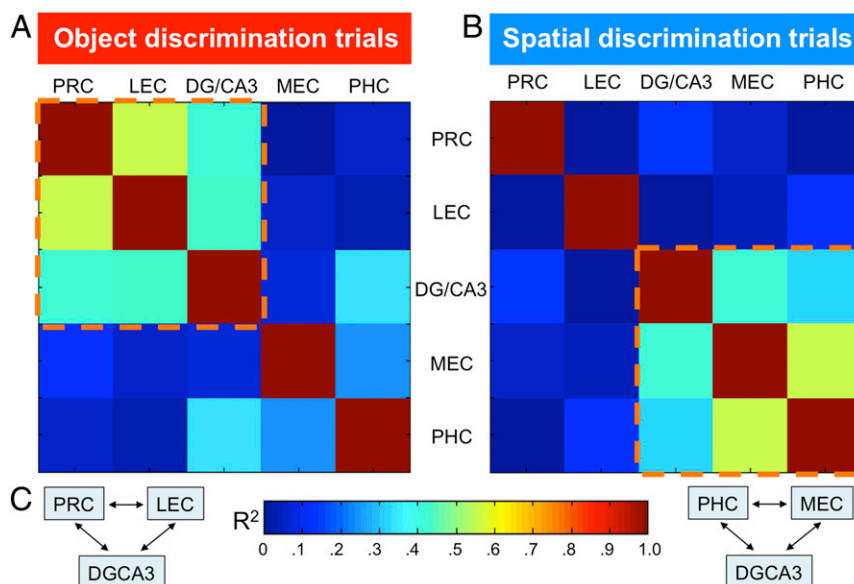 A
Object discrimination trials
B
Spatial discrimination trials
PRC LEC DG/CA3 MEC PHC
PRC LEC DG/CA3 MEC PHC
PRC
LEC
DG/CA3
MEC
PHC
C
PRC LEC
DGCA3
R²
0 .1 .2 .3 .4 .5 .6 .7 .8 .9 1.0
PHC MEC
DGCA3